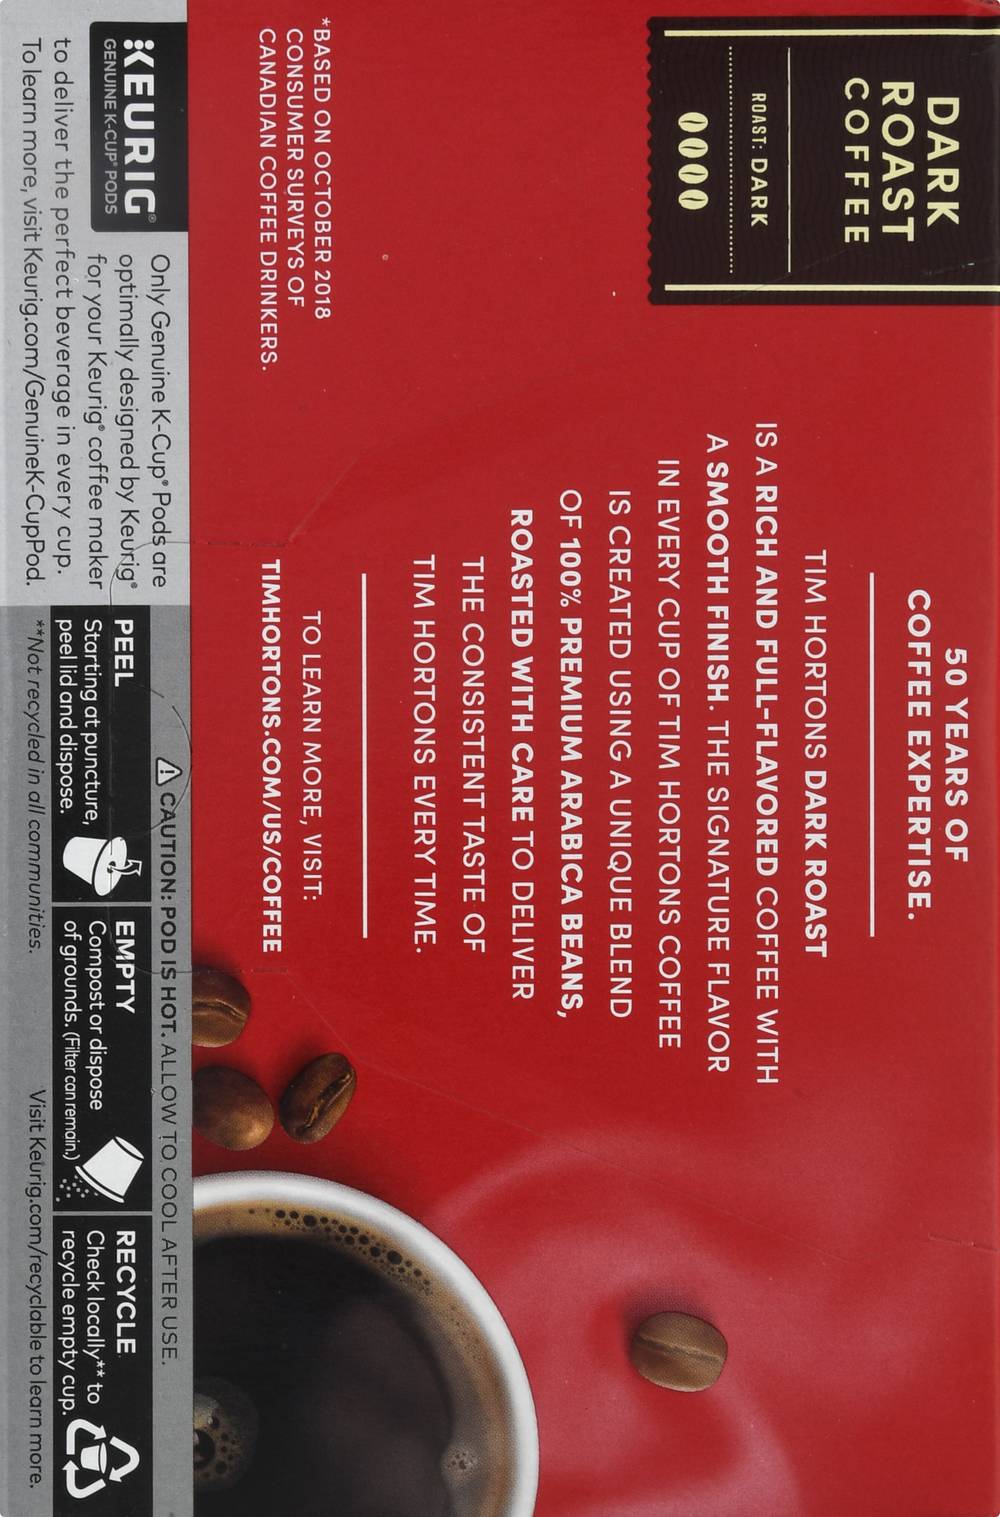 DARK
ROAST
COFFEE
ROAST: DARK
50 YEARS OF
COFFEE EXPERTISE.
TIM HORTONS DARK ROAST
IS A RICH AND FULL-FLAVORED COFFEE WITH
A SMOOTH FINISH. THE SIGNATURE FLAVOR
IN EVERY CUP OF TIM HORTONS COFFEE
IS CREATED USING A UNIQUE BLEND
OF 100% PREMIUM ARABICA BEANS,
ROASTED WITH CARE TO DELIVER
THE CONSISTENT TASTE OF
TIM HORTONS EVERY TIME.
TO LEARN MORE, VISIT:
TIMHORTONS.COM/US/COFFEE
*BASED ON OCTOBER 2018
CONSUMER SURVEYS OF
CANADIAN COFFEE DRINKERS.
KEURIG®
GENUINE K-CUP® PODS
Only Genuine K-Cup® Pods are
optimally designed by Keurig®
for your Keurig® coffee maker
to deliver the perfect beverage in every cup.
To learn more, visit Keurig.com/GenuineK-CupPod.
CAUTION: POD IS HOT. ALLOW TO COOL AFTER USE.
PEEL
Starting at puncture,
peel lid and dispose.
EMPTY
Compost or dispose
of grounds. (Filter can remain.)
RECYCLE
Check locally** to
recycle empty cup.
**Not recycled in all communities.
Visit Keurig.com/recyclable to learn more.